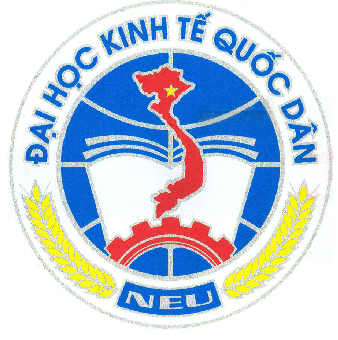 ĐẠI HỌC KINH TẾ QUỐC DÂN
NEU